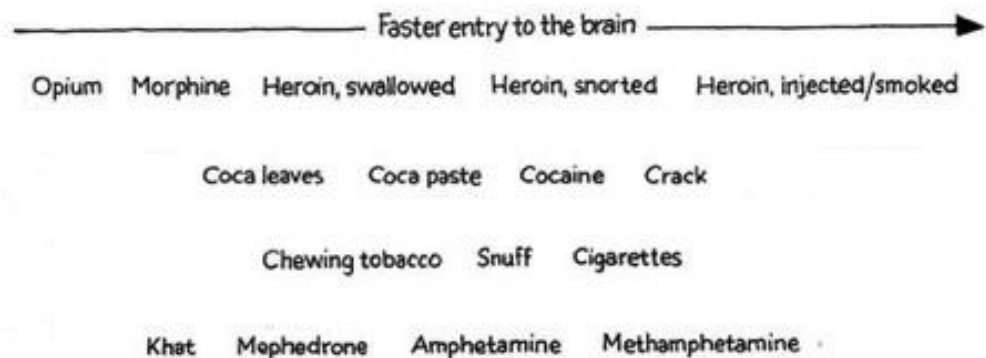 Faster entry to the brain
Opium Morphine Heroin, swallowed Heroin, snorted Heroin, injected/smoked
Coca leaves Coca paste Cocaine Crack
Chewing tobacco Snuff Cigarettes
Khat Mephedrone Amphetamine Methamphetamine